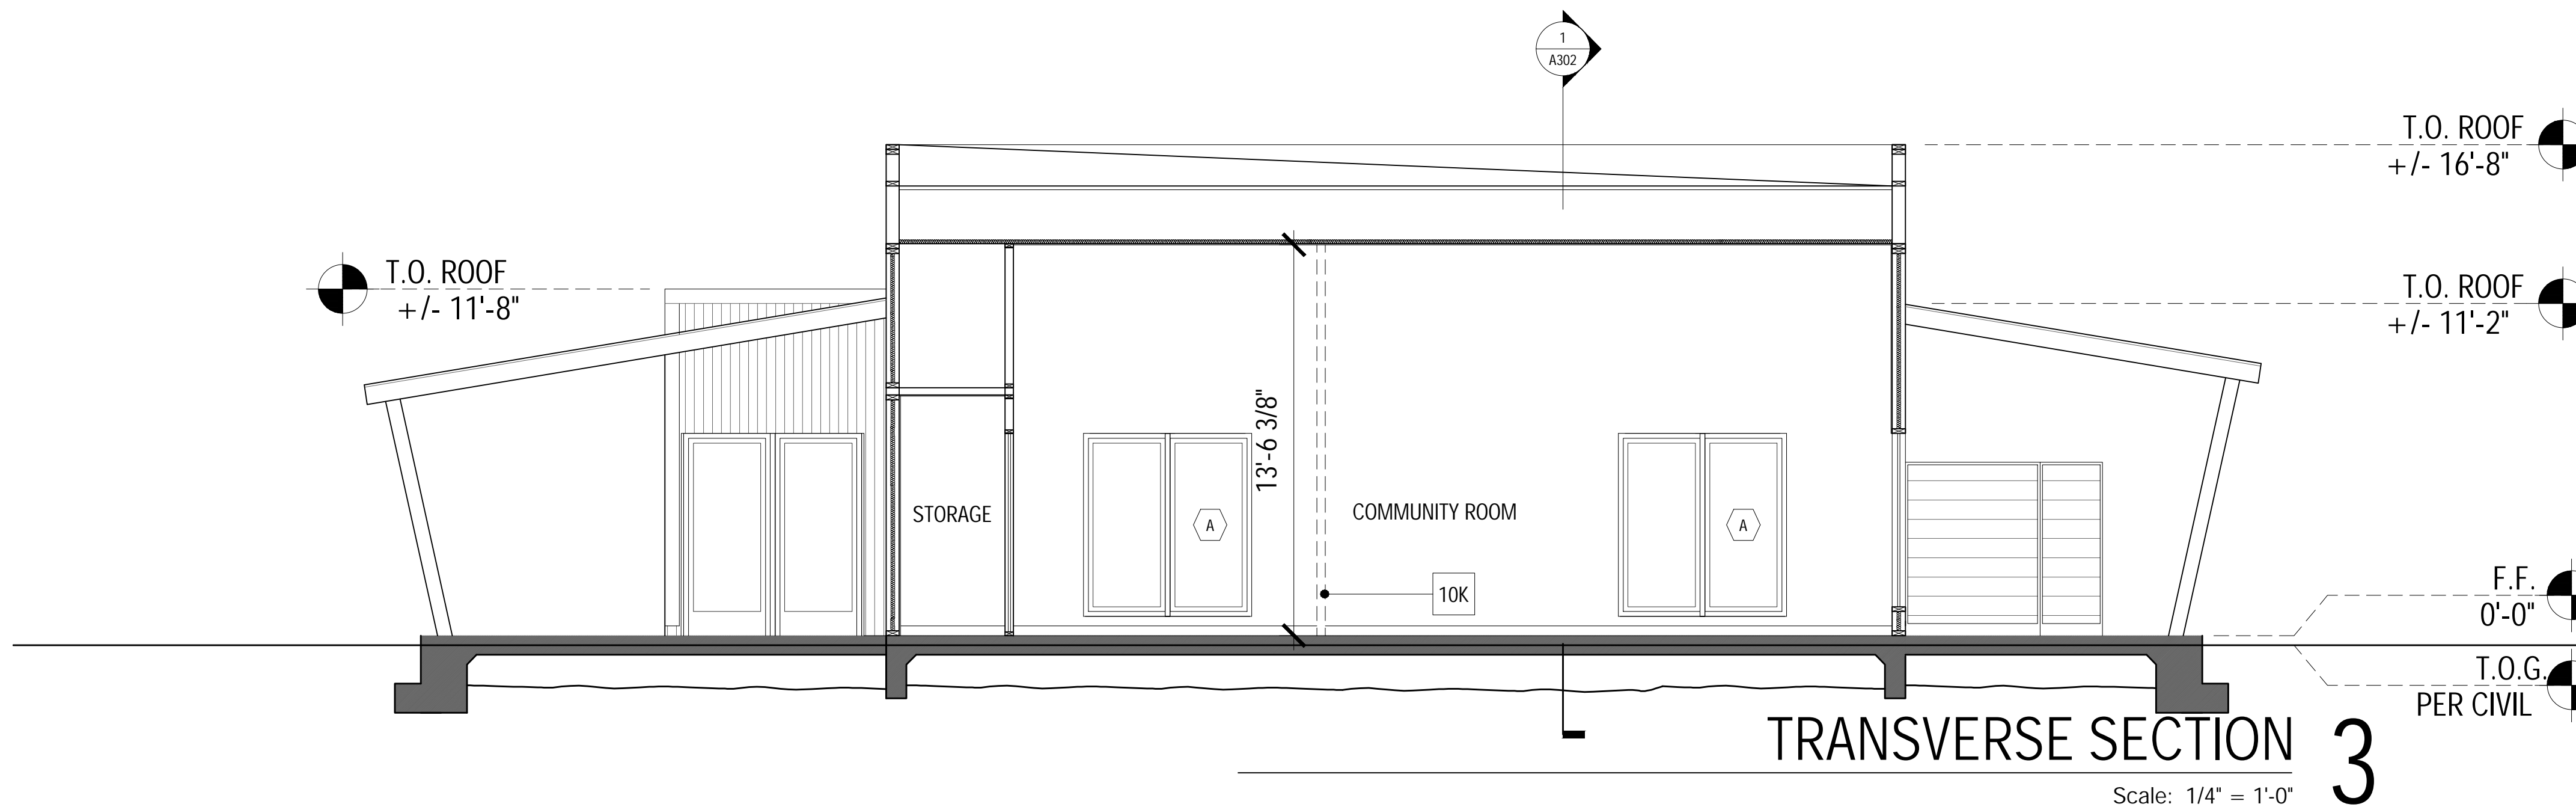 1
A302
T.O. ROOF
+/- 16'-8"
T.O. ROOF
+/- 11'-8"
T.O. ROOF
+/- 11'-2"
13'-6 3/8"
STORAGE
A
COMMUNITY ROOM
A
10K
F.F.
0'-0"
T.O.G.
PER CIVIL
TRANSVERSE SECTION 3
Scale: 1/4" = 1'-0"